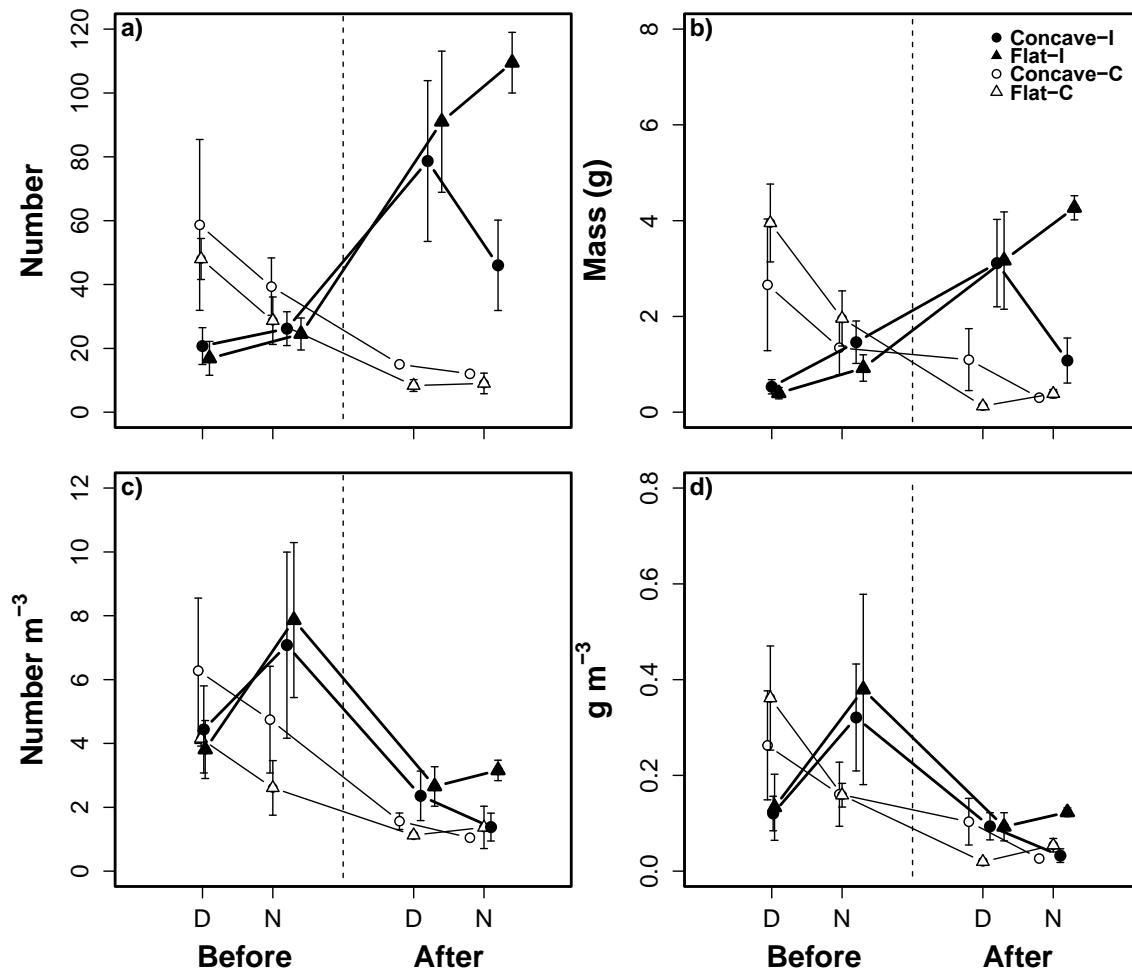 a)
Number
0 20 40 60 80 100 120
b)
Mass (g)
0 2 4 6 8
Concave−I
Flat−I
Concave−C
Flat−C
c)
Number m−3
0 2 4 6 8 10 12
D N D N
Before After
d)
g m−3
0.0 0.2 0.4 0.6 0.8
D N D N
Before After